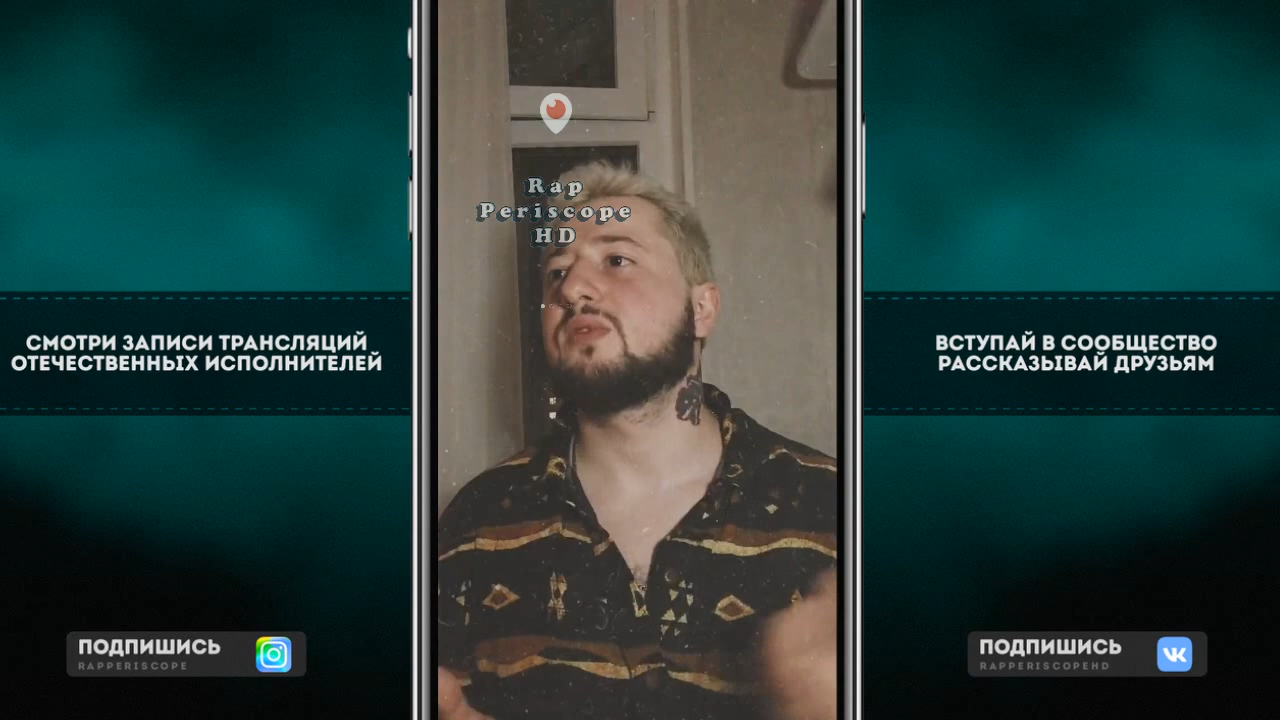 Rap
Periscope
HD
СМОТРИ ЗАПИСИ ТРАНСЛЯЦИЙ
ОТЕЧЕСТВЕННЫХ ИСПОЛНИТЕЛЕЙ
ВСТУПАЙ В СООБЩЕСТВО
РАССКАЗЫВАЙ ДРУЗЬЯМ
ПОДПИШИСЬ
RAPPERISCOPE
ПОДПИШИСЬ
RAPPERISCOPEHD